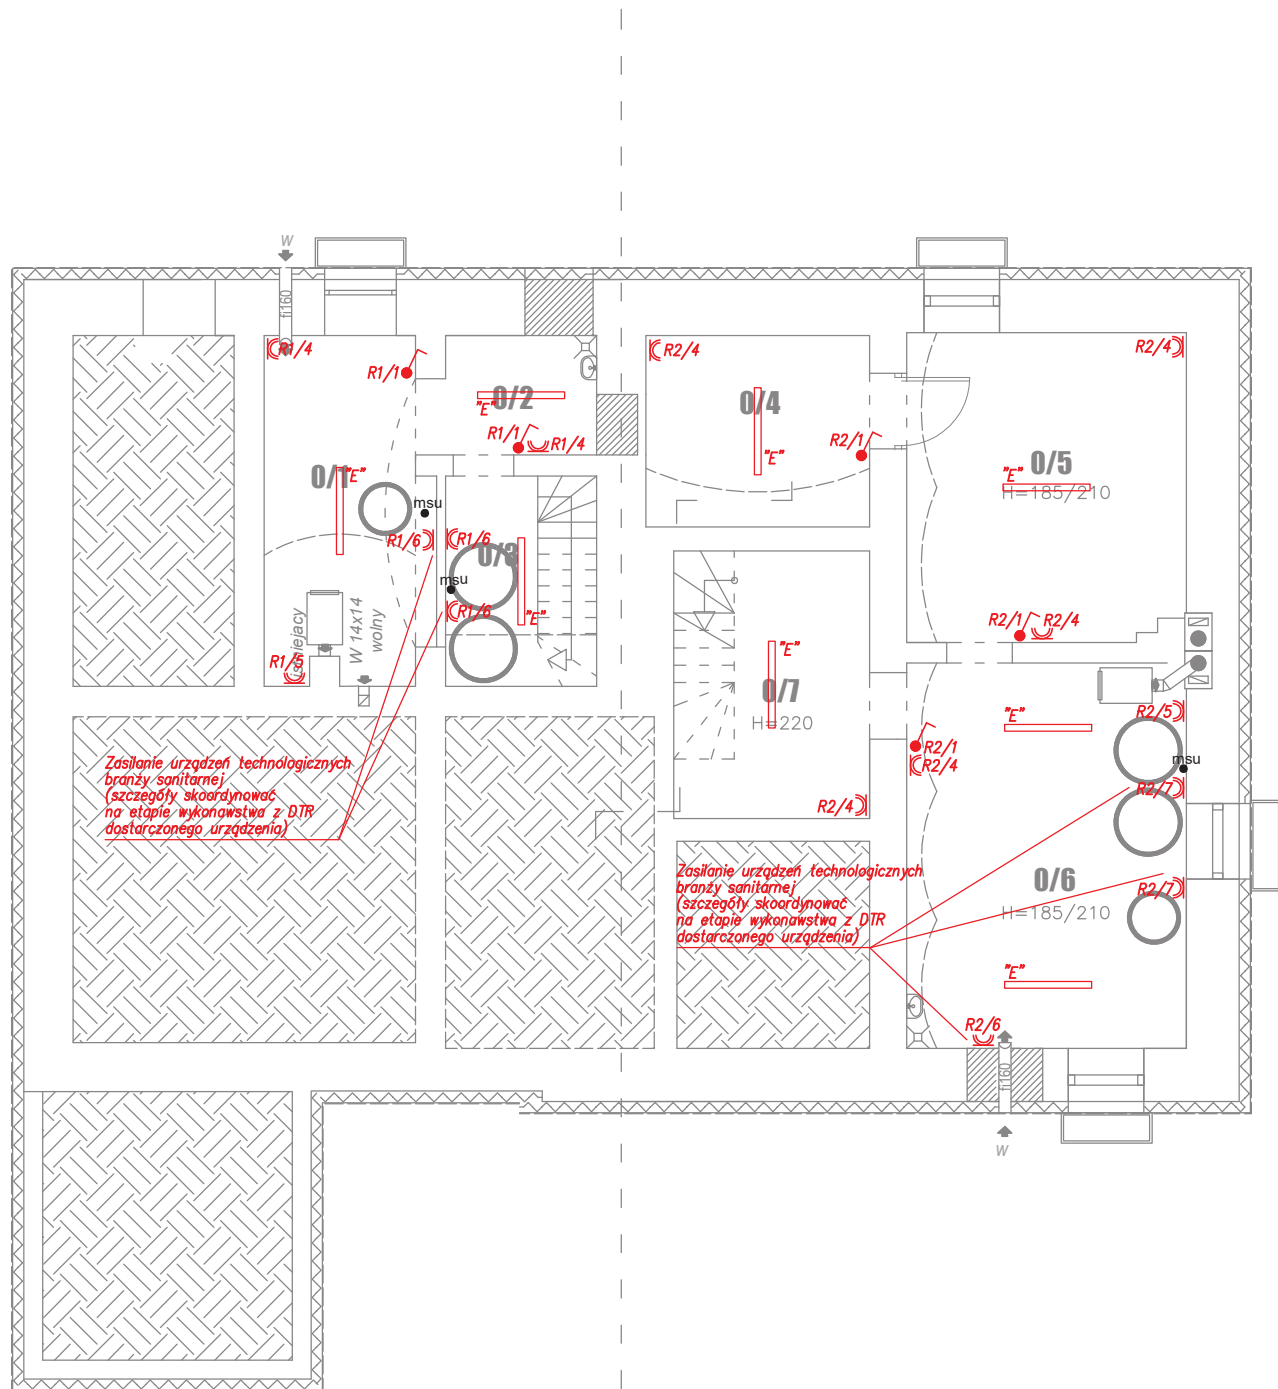 W
fi160
R1/4
R1/1
0/2
"E"
R1/1
R1/4
R2/4
0/4
"E"
R2/1
R2/4
0/5
"E"
H=185/210
0/1
"E"
msu
R1/6
R1/6
0/3
msu
R1/6
"E"
istniejacy
W 14x14
wolny
R1/5
R2/1
R2/4
"E"
0/7
H=220
"E"
R2/5
R2/1
R2/4
msu
R2/7
R2/4
Zasilanie urządzeń technologicznych
branży sanitarnej
(szczegóły skoordynować
na etapie wykonawstwa z DTR
dostarczonego urządzenia)
Zasilanie urządzeń technologicznych
branży sanitarnej
(szczegóły skoordynować
na etapie wykonawstwa z DTR
dostarczonego urządzenia)
0/6
H=185/210
R2/7
"E"
R2/6
fi160
W